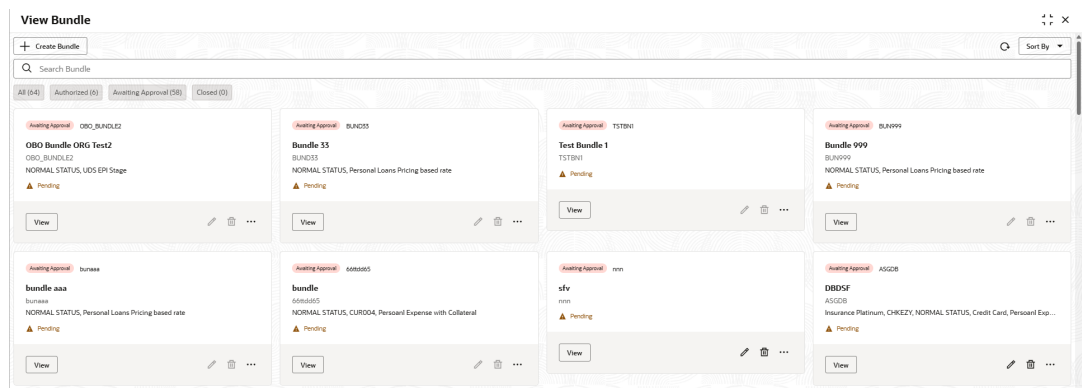 View Bundle
Create Bundle
Sort By
Search Bundle
All (64) Authorized (6) Awaiting Approval (58) Closed (0)
Awaiting Approval OBO_BUNDLE2
OBO Bundle ORG Test2
OBO_BUNDLE2
NORMAL STATUS, UDS EPI Stage
Pending
View
Awaiting Approval BUND33
Bundle 33
BUND33
NORMAL STATUS, Personal Loans Pricing based rate
Pending
View
Awaiting Approval TSTBN1
Test Bundle 1
TSTBN1
Pending
View
Awaiting Approval BUN999
Bundle 999
BUN999
NORMAL STATUS, Personal Loans Pricing based rate
Pending
View
Awaiting Approval bunaaa
bundle aaa
bunaaa
NORMAL STATUS, Personal Loans Pricing based rate
Pending
View
Awaiting Approval 66ttdd65
bundle
66ttdd65
NORMAL STATUS, CUR004, Persoanl Expense with Collateral
Pending
View
Awaiting Approval nnn
sfv
nnn
Pending
View
Awaiting Approval ASGDB
DBDSF
ASGDB
Insurance Platinum, CHKEZY, NORMAL STATUS, Credit Card, Persoanl Exp...
Pending
View